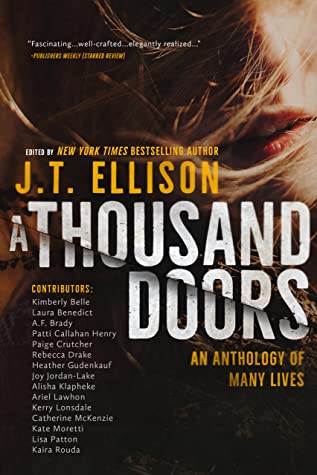 "Fascinating...well-crafted...elegantly realized..."
-PUBLISHERS WEEKLY (STARRED REVIEW)
EDITED BY NEW YORK TIMES BESTSELLING AUTHOR
J.T. ELLISON
A THOUSAND
DOORS
AN ANTHOLOGY OF
MANY LIVES
CONTRIBUTORS:
Kimberly Belle
Laura Benedict
A.F. Brady
Patti Callahan Henry
Paige Crutcher
Rebecca Drake
Heather Gudenkauf
Joy Jordan-Lake
Alisha Klapheke
Ariel Lawhon
Kerry Lonsdale
Catherine McKenzie
Kate Moretti
Lisa Patton
Kaira Rouda